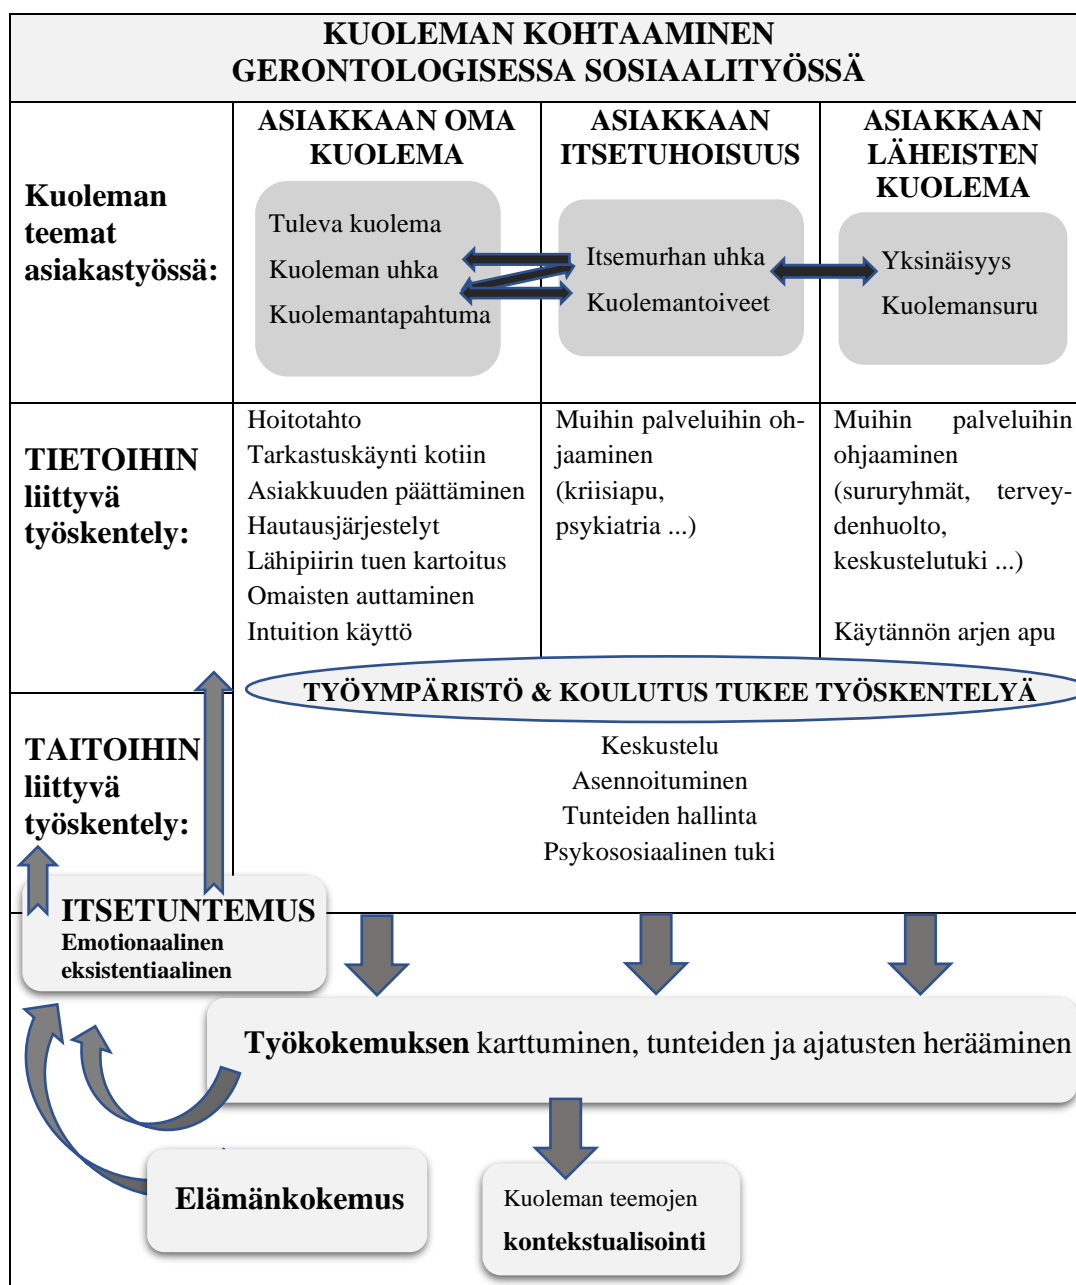 KUOLEMAN KOHTAAMINEN
GERONTOLOGISESSA SOSIAALITYÖSSÄ
Kuoleman
teemat
asiakastyössä:
ASIAKKAAN OMA
KUOLEMA
Tuleva kuolema
Kuoleman uhka
Kuolemantapahtuma
ASIAKKAAN
ITSETUHOISUUS
Itsemurhan uhka
Kuolemantoiveet
ASIAKKAAN
LÄHEISTEN
KUOLEMA
Yksinäisyys
Kuolemansuru
TIETOIHIN
liittyvä
työskentely:
Hoitotahto
Tarkastuskäynti kotiin
Asiakkuuden päättäminen
Hautausjärjestelyt
Lähipiirin tuen kartoitus
Omaisten auttaminen
Intuition käyttö
Muihin palveluihin oh-
jaaminen
(kriisiapu,
psykiatria ...)
Muihin palveluihin
ohjaaminen
(sururyhmät, tervey-
denhuolto,
keskustelutuki ...)
Käytännön arjen apu
TYÖYMPÄRISTÖ & KOULUTUS TUKEE TYÖSKENTELYÄ
TAITOIHIN
liittyvä
työskentely:
Keskustelu
Asennoituminen
Tunteiden hallinta
Psykososiaalinen tuki
ITSETUNTEMUS
Emotionaalinen
eksistentiaalinen
Työkokemuksen karttuminen, tunteiden ja ajatusten herääminen
Elämänkokemus
Kuoleman teemojen
kontekstualisointi